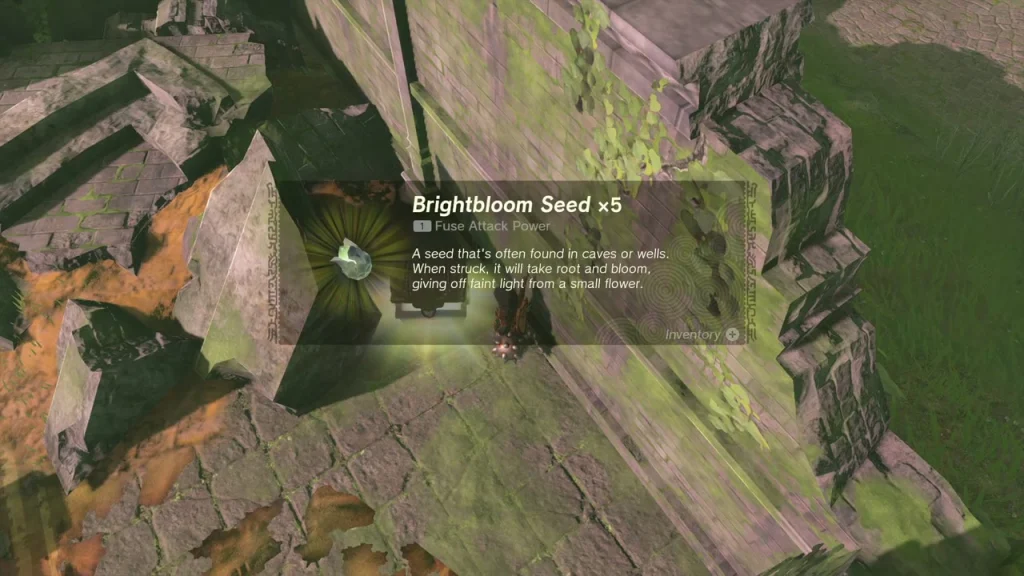 Brightbloom Seed ×5
1 Fuse Attack Power
A seed that's often found in caves or wells.
When struck, it will take root and bloom,
giving off faint light from a small flower.
Inventory +